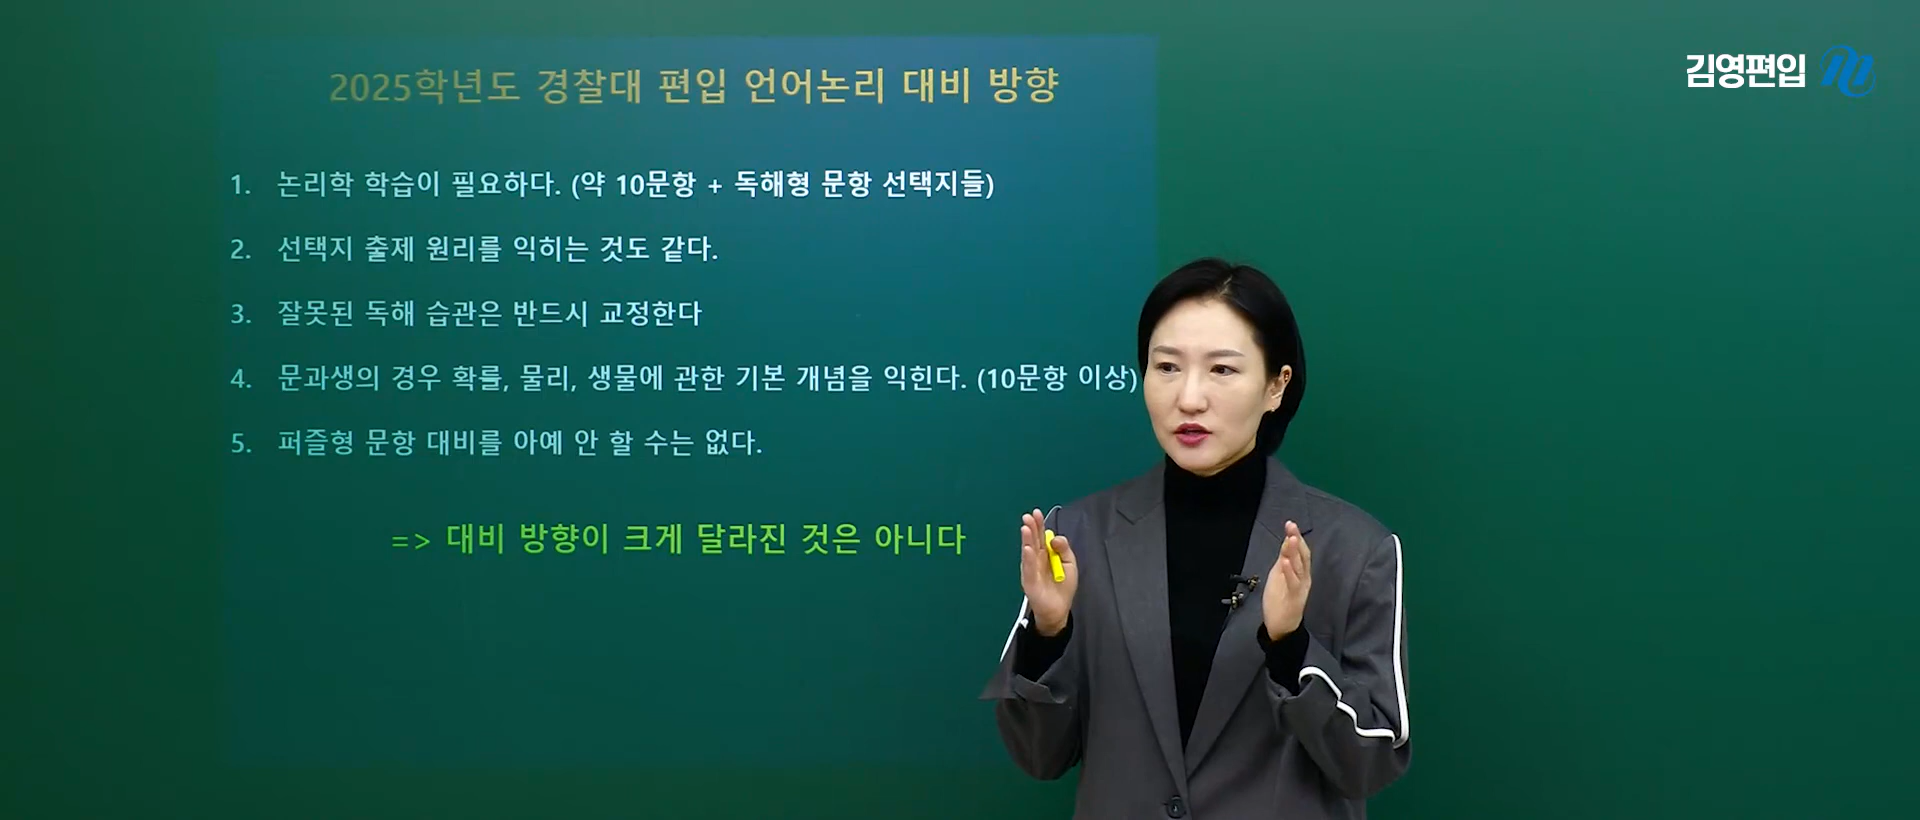 김영편입
2025학년도 경찰대 편입 언어논리 대비 방향
1. 논리학 학습이 필요하다. (약 10문항 + 독해형 문항 선택지들)
2. 선택지 출제 원리를 익히는 것도 같다.
3. 잘못된 독해 습관은 반드시 교정한다
4. 문과생의 경우 확률, 물리, 생물에 관한 기본 개념을 익힌다. (10문항 이상)
5. 퍼즐형 문항 대비를 아예 안 할 수는 없다.
=> 대비 방향이 크게 달라진 것은 아니다